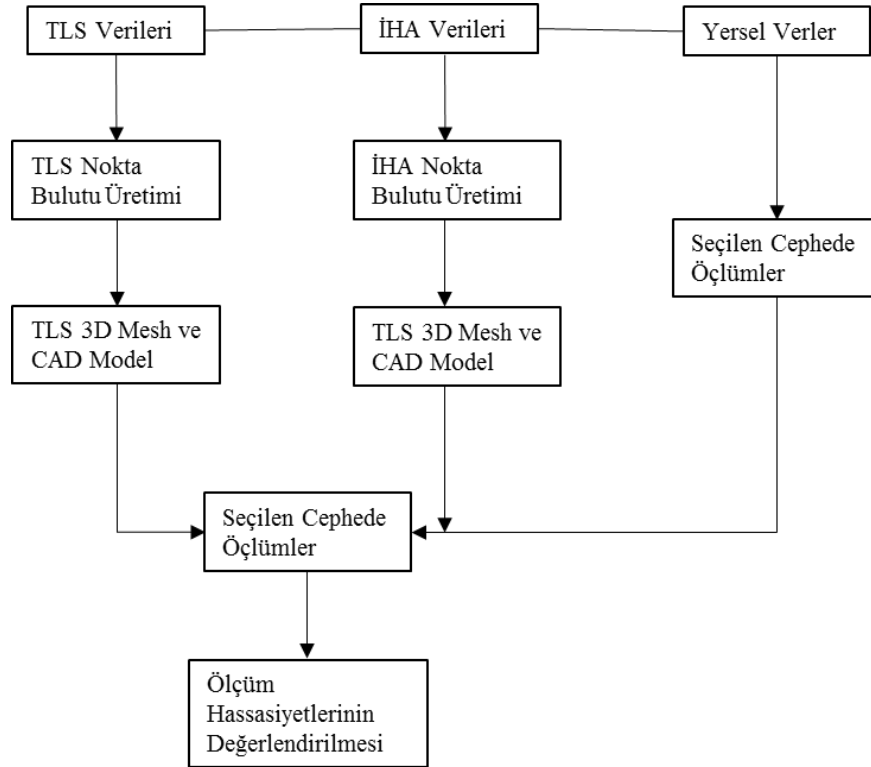 TLS Verileri
İHA Verileri
Yersel Verler
TLS Nokta
Bulutu Üretimi
İHA Nokta
Bulutu Üretimi
Seçilen Cephede
Öçlümler
TLS 3D Mesh ve
CAD Model
TLS 3D Mesh ve
CAD Model
Seçilen Cephede
Öçlümler
Ölçüm
Hassasiyetlerinin
Değerlendirilmesi